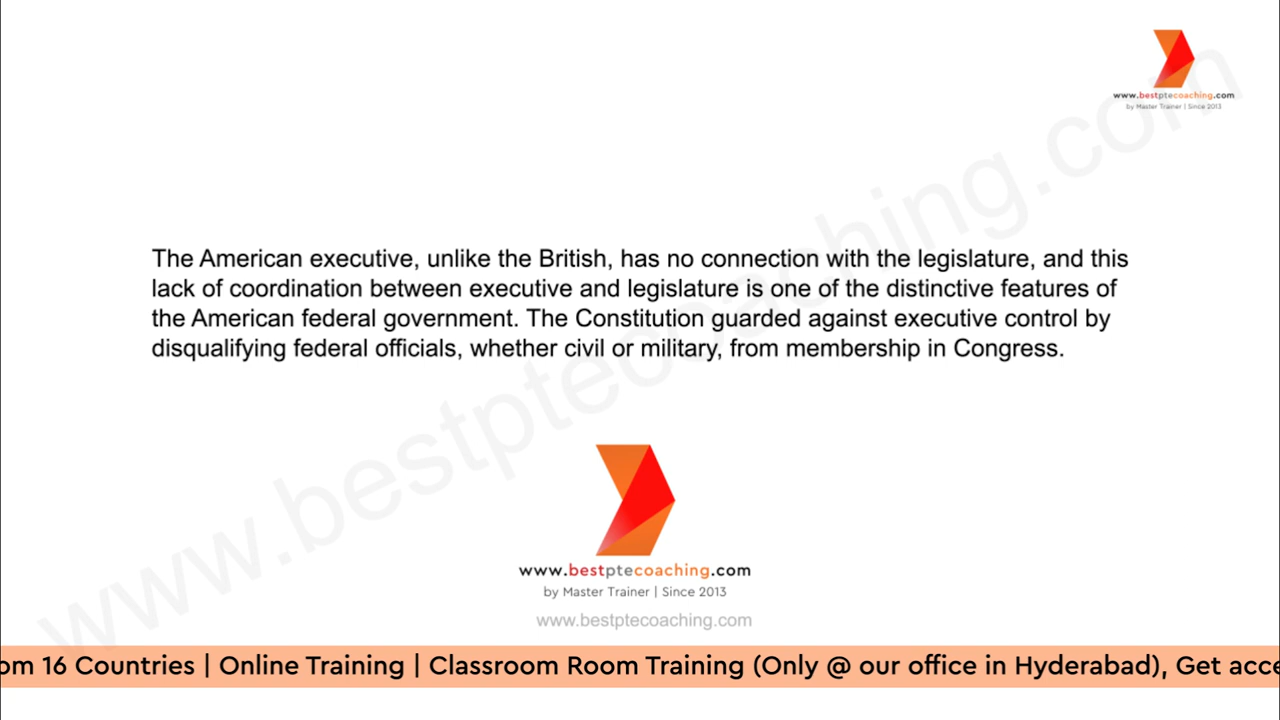 www.bestptecoaching.com
by Master Trainer | Since 2013
The American executive, unlike the British, has no connection with the legislature, and this
lack of coordination between executive and legislature is one of the distinctive features of
the American federal government. The Constitution guarded against executive control by
disqualifying federal officials, whether civil or military, from membership in Congress.
www.bestptecoaching.com
www.bestptecoaching.com
by Master Trainer | Since 2013
www.bestptecoaching.com
16 Countries | Online Training | Classroom Room Training (Only @ our office in Hyderabad), Get